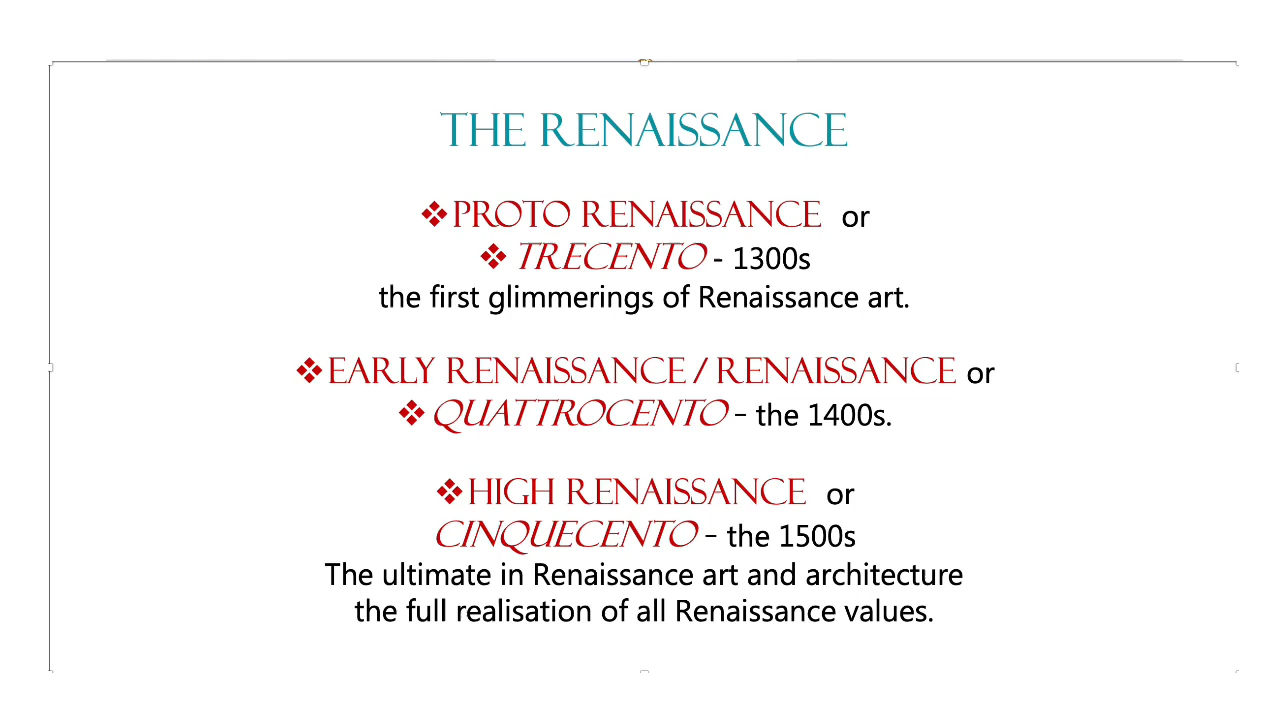 THE RENAISSANCE
❖PROTO RENAISSANCE or
❖ TRECENTO - 1300s
the first glimmerings of Renaissance art.
❖EARLY RENAISSANCE / RENAISSANCE or
❖ QUATTROCENTO – the 1400s.
❖HIGH RENAISSANCE or
CINQUECENTO – the 1500s
The ultimate in Renaissance art and architecture
the full realisation of all Renaissance values.